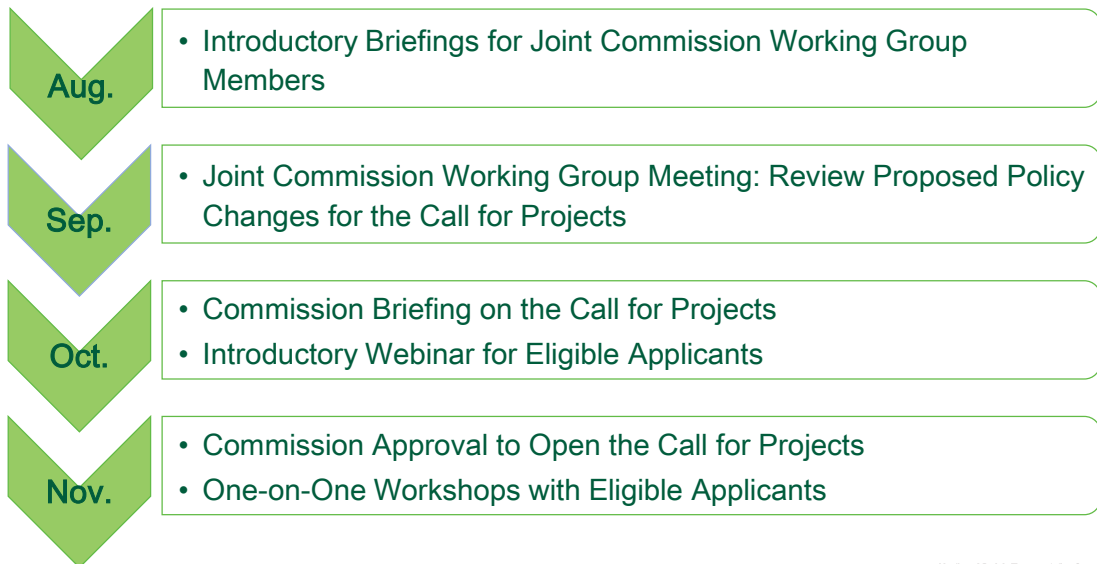 Aug.
• Introductory Briefings for Joint Commission Working Group
Members
Sep.
• Joint Commission Working Group Meeting: Review Proposed Policy
Changes for the Call for Projects
Oct.
• Commission Briefing on the Call for Projects
• Introductory Webinar for Eligible Applicants
Nov.
• Commission Approval to Open the Call for Projects
• One-on-One Workshops with Eligible Applicants